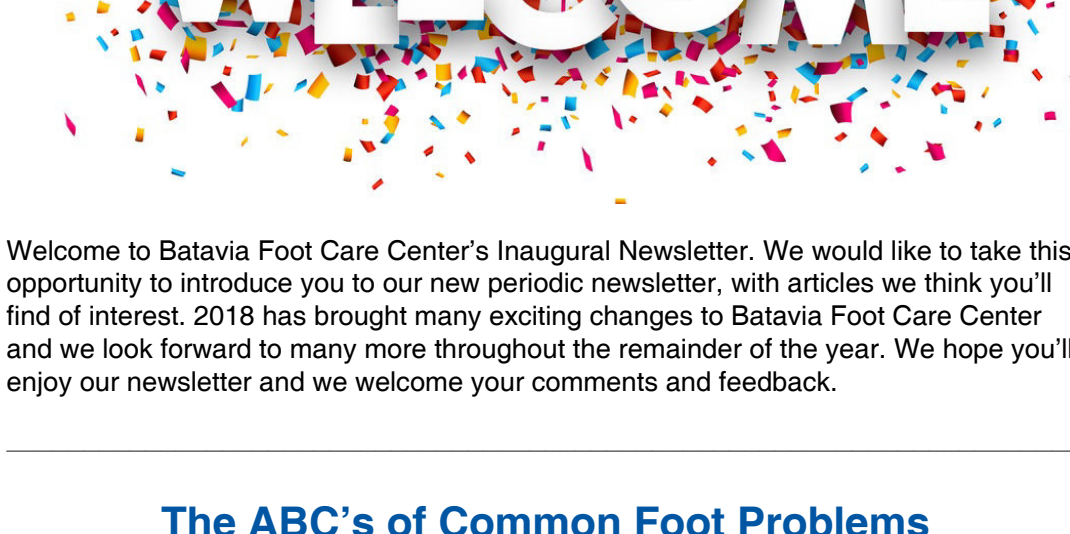 WELCOME
Welcome to Batavia Foot Care Center’s Inaugural Newsletter. We would like to take this
opportunity to introduce you to our new periodic newsletter, with articles we think you’ll
find of interest. 2018 has brought many exciting changes to Batavia Foot Care Center
and we look forward to many more throughout the remainder of the year. We hope you’ll
enjoy our newsletter and we welcome your comments and feedback.
The ABC’s of Common Foot Problems